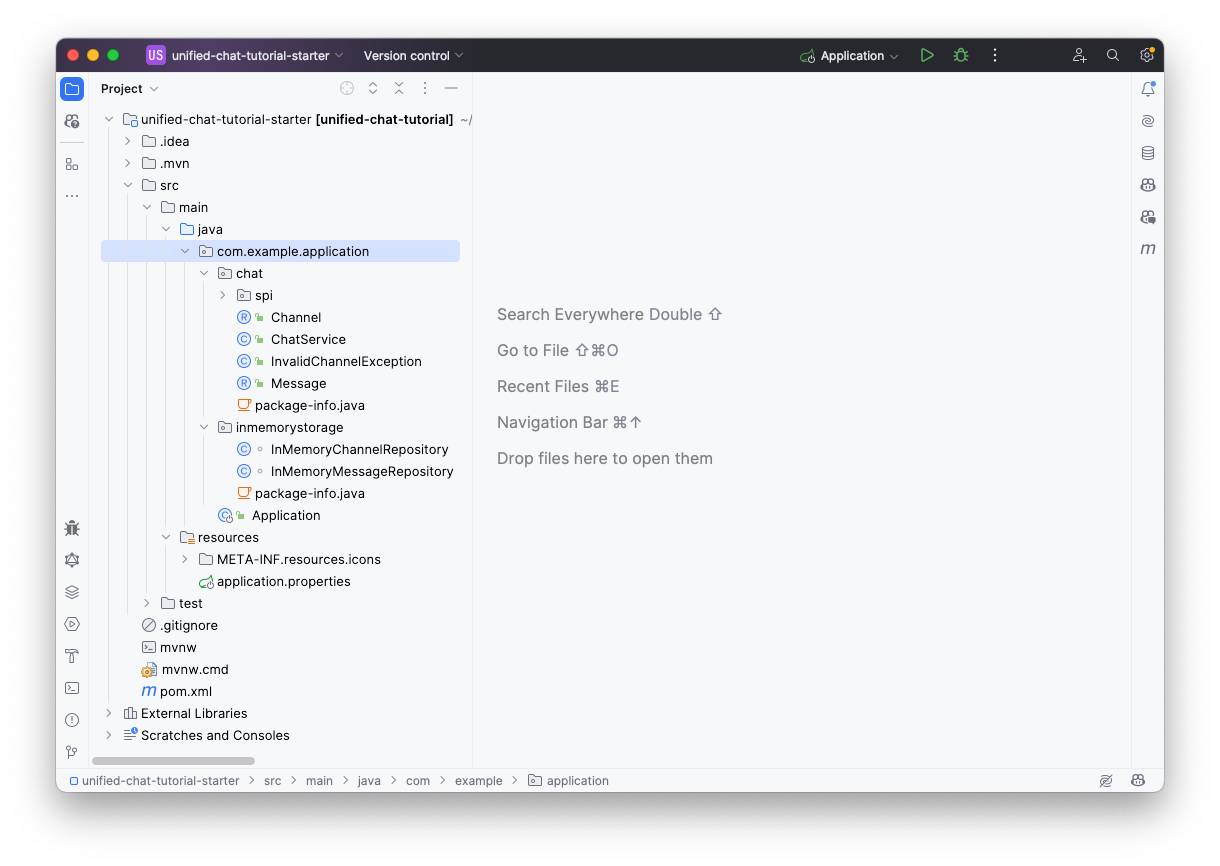 US unified-chat-tutorial-starter Version control Application
Project
unified-chat-tutorial-starter [unified-chat-tutorial] ~/
.idea
.mvn
src
main
java
com.example.application
chat
spi
R Channel
C ChatService
C InvalidChannelException
R Message
package-info.java
inmemorystorage
C InMemoryChannelRepository
C InMemoryMessageRepository
package-info.java
C Application
resources
META-INF.resources.icons
application.properties
test
.gitignore
mvnw
mvnw.cmd
m pom.xml
External Libraries
Scratches and Consoles
Search Everywhere Double ⇧
Go to File ⇧⌘O
Recent Files ⌘E
Navigation Bar ⌘↑
Drop files here to open them
m
unified-chat-tutorial-starter > src > main > java > com > example > application